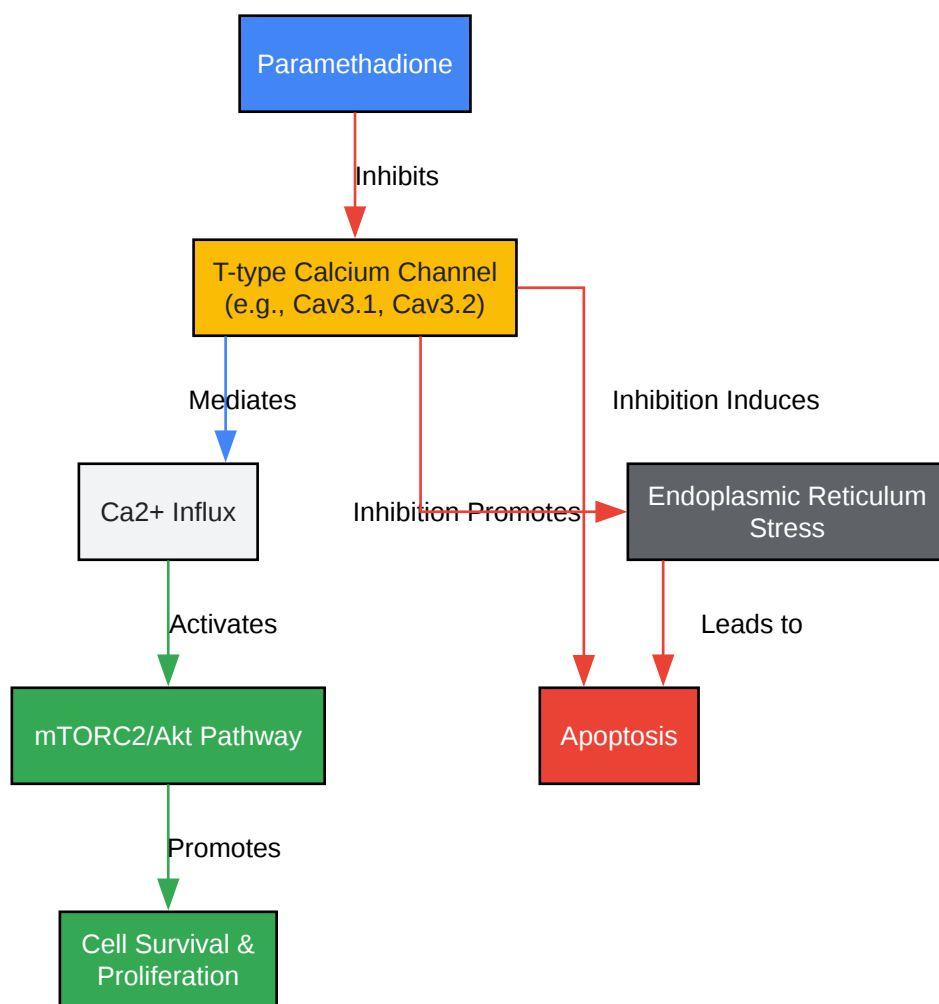 Paramethadione
Inhibits
T-type Calcium Channel
(e.g., Cav3.1, Cav3.2)
Mediates
Inhibition Induces
Ca2+ Influx
Inhibition Promotes
Endoplasmic Reticulum
Stress
Activates
Leads to
mTORC2/Akt Pathway
Apoptosis
Promotes
Cell Survival &
Proliferation